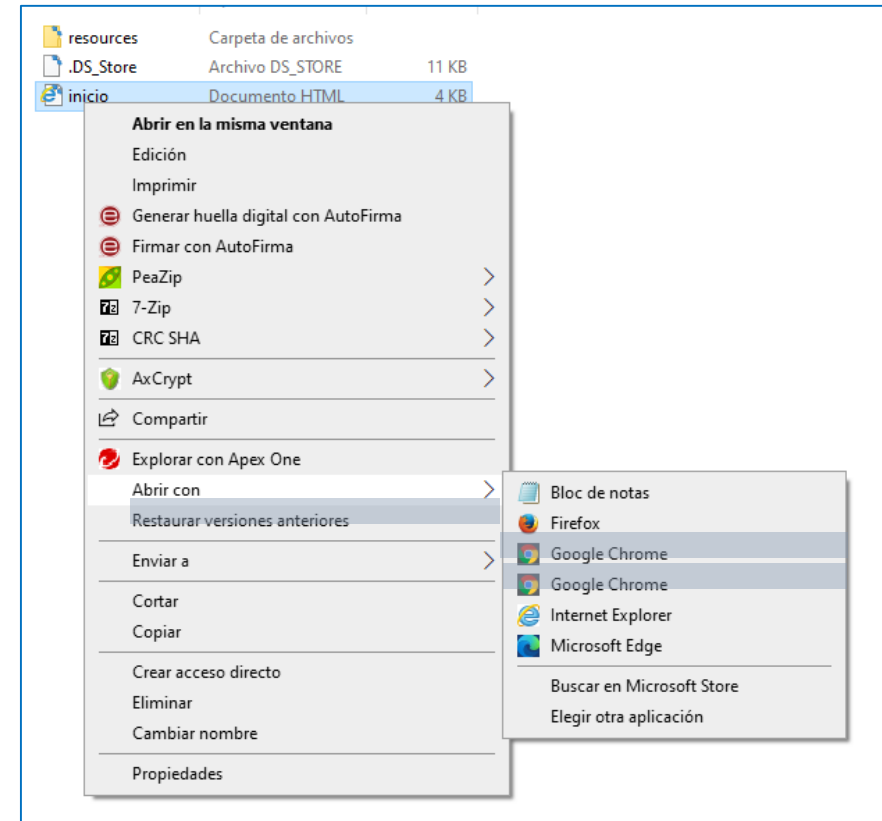 resources Carpeta de archivos
.DS_Store Archivo DS_STORE 11 KB
inicio Documento HTML 4 KB
Abrir en la misma ventana
Edición
Imprimir
Generar huella digital con AutoFirma
Firmar con AutoFirma
PeaZip
7-Zip
CRC SHA
AxCrypt
Compartir
Explorar con Apex One
Abrir con
Restaurar versiones anteriores
Enviar a
Cortar
Copiar
Crear acceso directo
Eliminar
Cambiar nombre
Propiedades
Bloc de notas
Firefox
Google Chrome
Google Chrome
Internet Explorer
Microsoft Edge
Buscar en Microsoft Store
Elegir otra aplicación